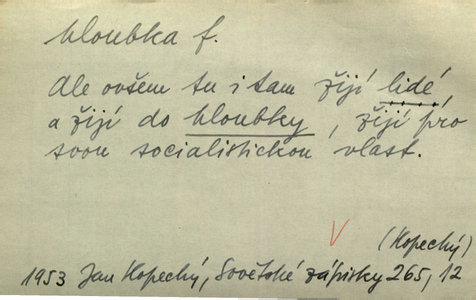 hloubka f.
Ale ovšem tu i tam žijí lidé
a žijí do hloubky, žijí pro
svou socialistickou vlast.
(Kopecký)
1953 Jan Kopecký, Sovětské zápisky 265, 12